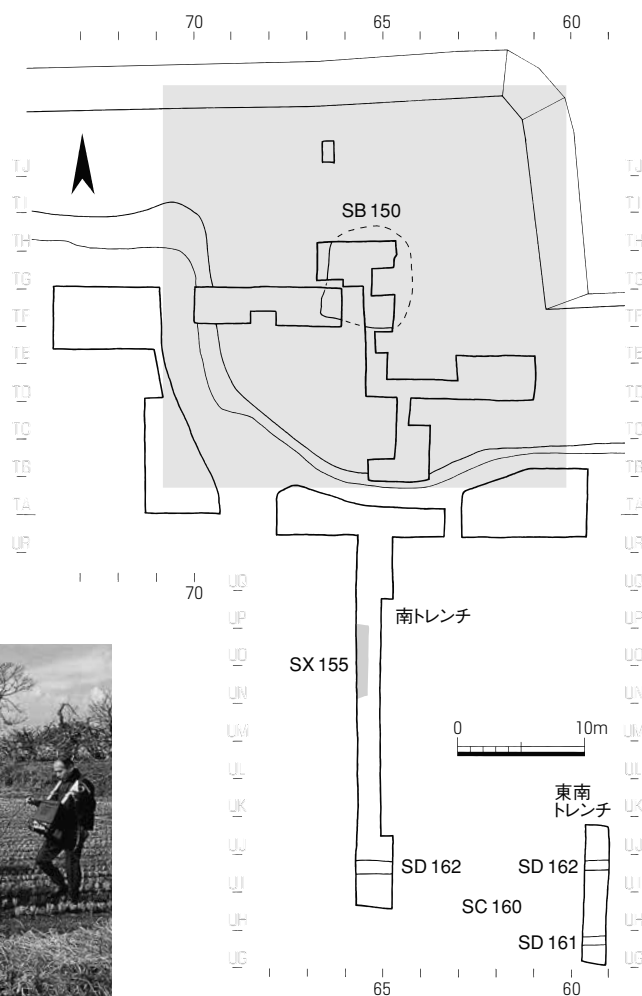 70 65 60
TJ TJ
TI TI
SB 150
TH TH
TG TG
TF TF
TE TE
TD TD
TC TC
TB
TA TA
UR UR
70
UQ UQ
UP 南トレンチ UP
UO UO
SX 155
UN UN
UM UM
0 10m
UL UL
東南
トレンチ
UK UK
UJ UJ
SD 162 SD 162
UI UI
SC 160
UH UH
SD 161
UG UG
65 60